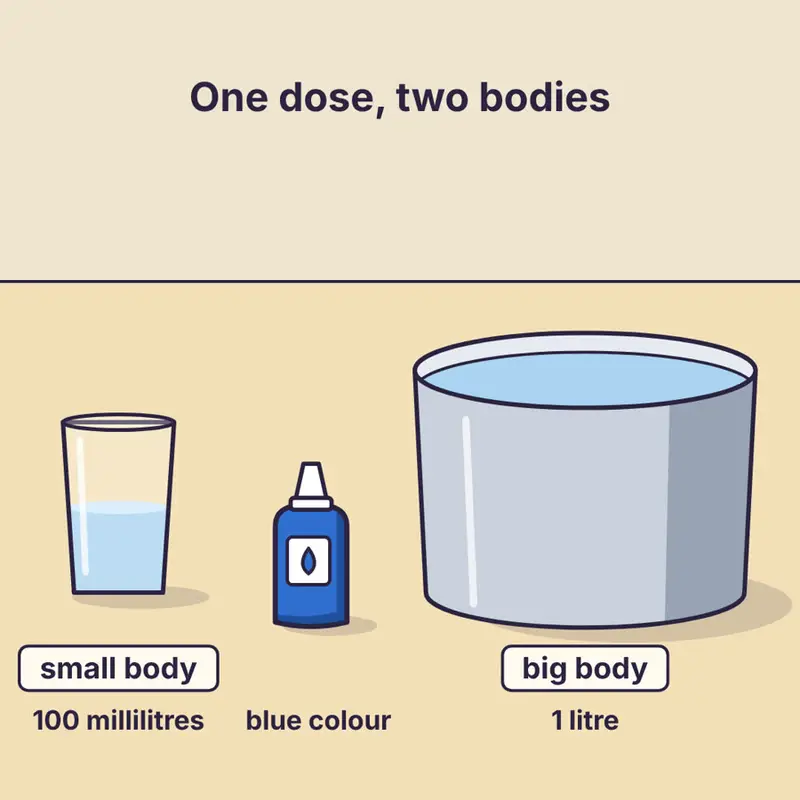 One dose, two bodies
small body
big body
100 millilitres
blue colour
1 litre